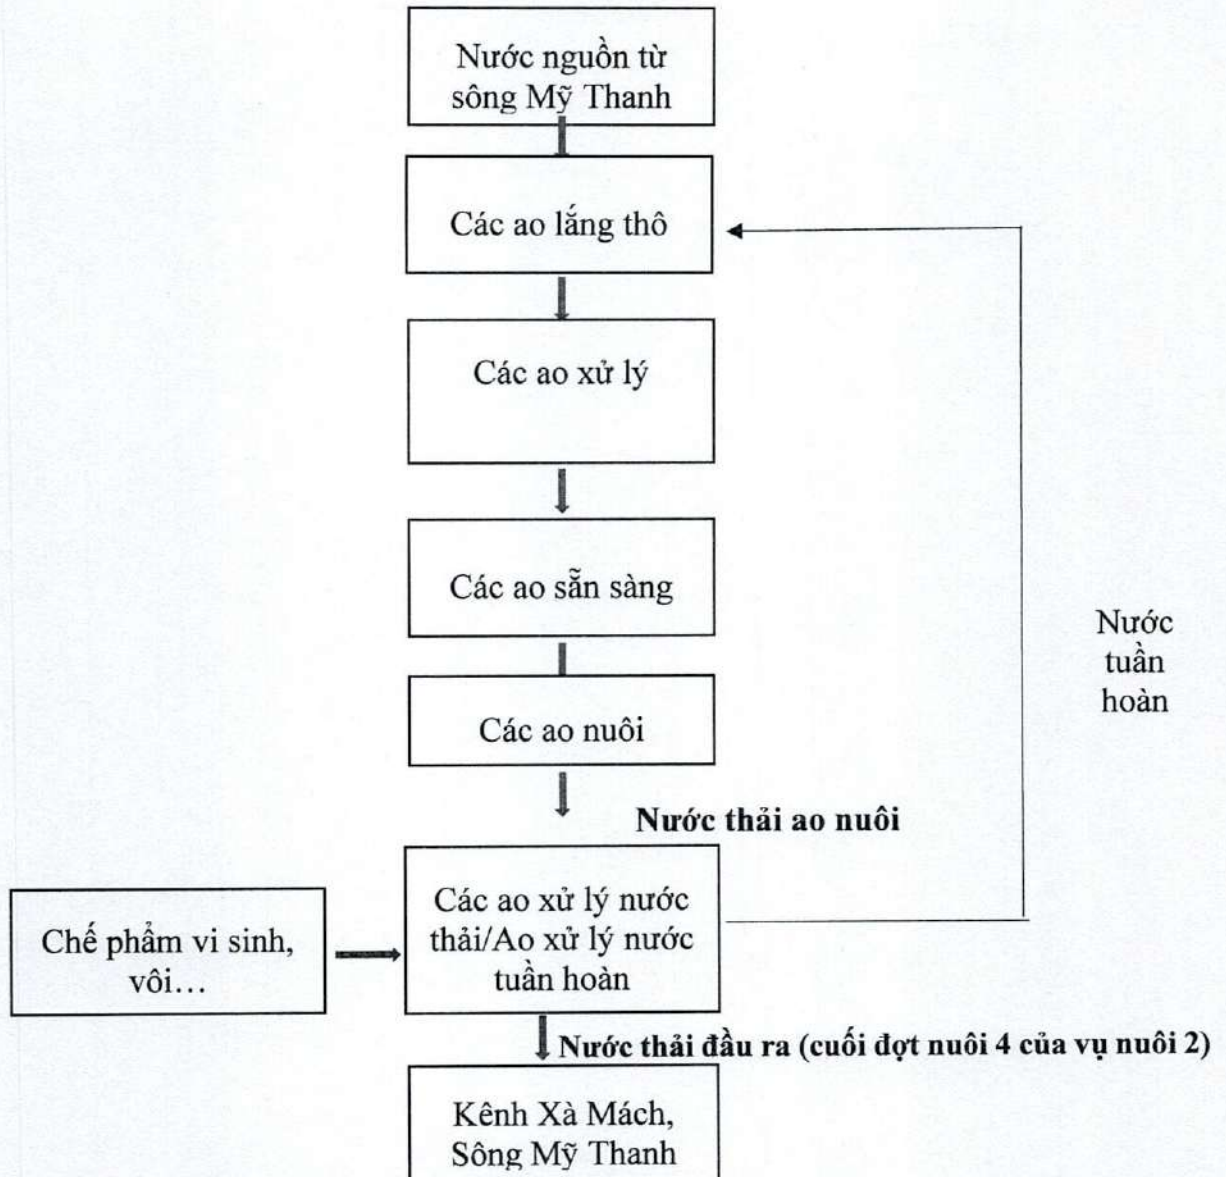 Nước nguồn từ
sông Mỹ Thanh
Các ao lắng thô
Các ao xử lý
Các ao sẵn sàng
Nước
tuần
hoàn
Các ao nuôi
Nước thải ao nuôi
Các ao xử lý nước
thải/Ao xử lý nước
tuần hoàn
Chế phẩm vi sinh,
vôi…
Nước thải đầu ra (cuối đợt nuôi 4 của vụ nuôi 2)
Kênh Xà Mách,
Sông Mỹ Thanh